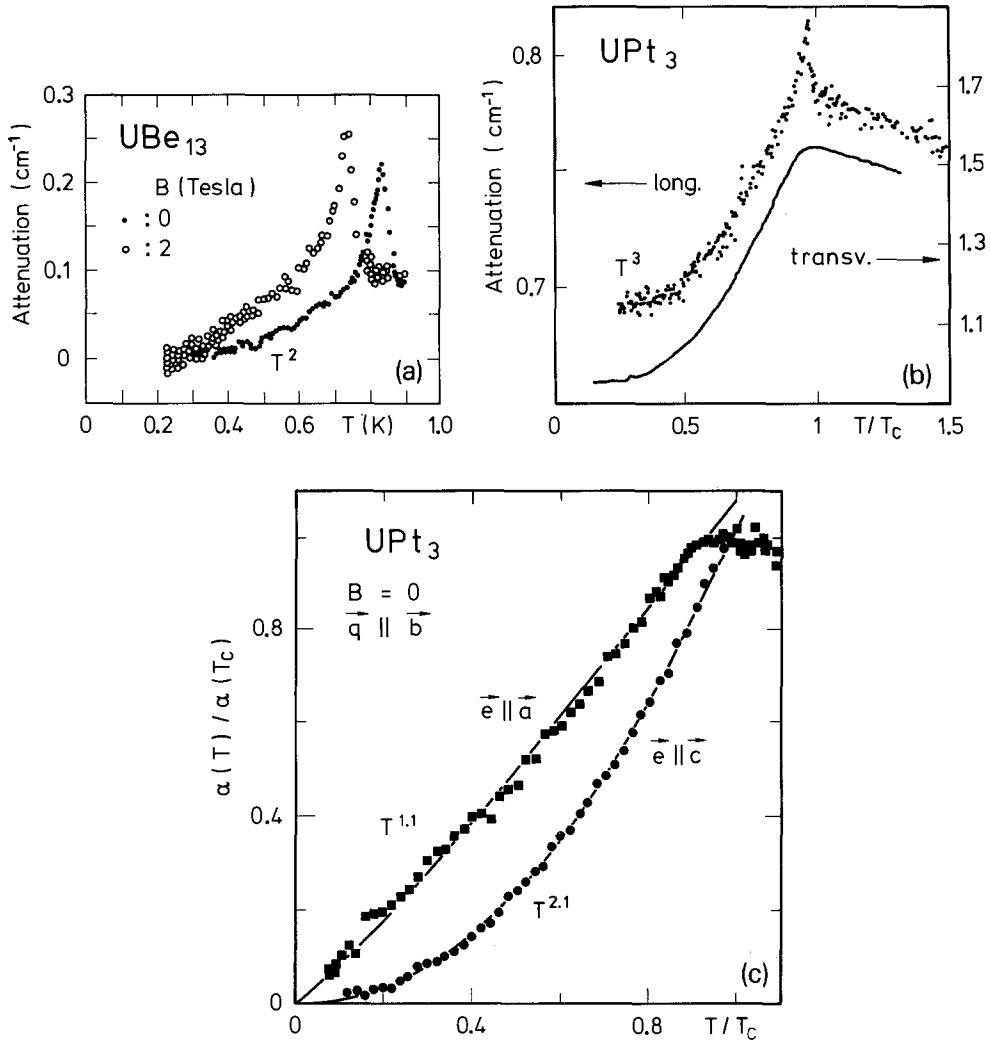 0.3
0.2
0.1
0
Attenuation (cm⁻¹)
UBe₁₃
B (Tesla)
• : 0
○ : 2
T²
(a)
0 0.2 0.4 0.6 0.8 1.0
T (K)
0.8
0.7
Attenuation (cm⁻¹)
UPt₃
← long.
transv. →
T³
(b)
1.7
1.5
1.3
1.1
0 0.5 1 T/T_C 1.5
0.8
0.4
0
α(T) / α(T_C)
UPt₃
B = 0
q⃗ || b⃗
e⃗ || a⃗
e⃗ || c⃗
T¹·¹
T²·¹
(c)
0 0.4 0.8 T/T_C